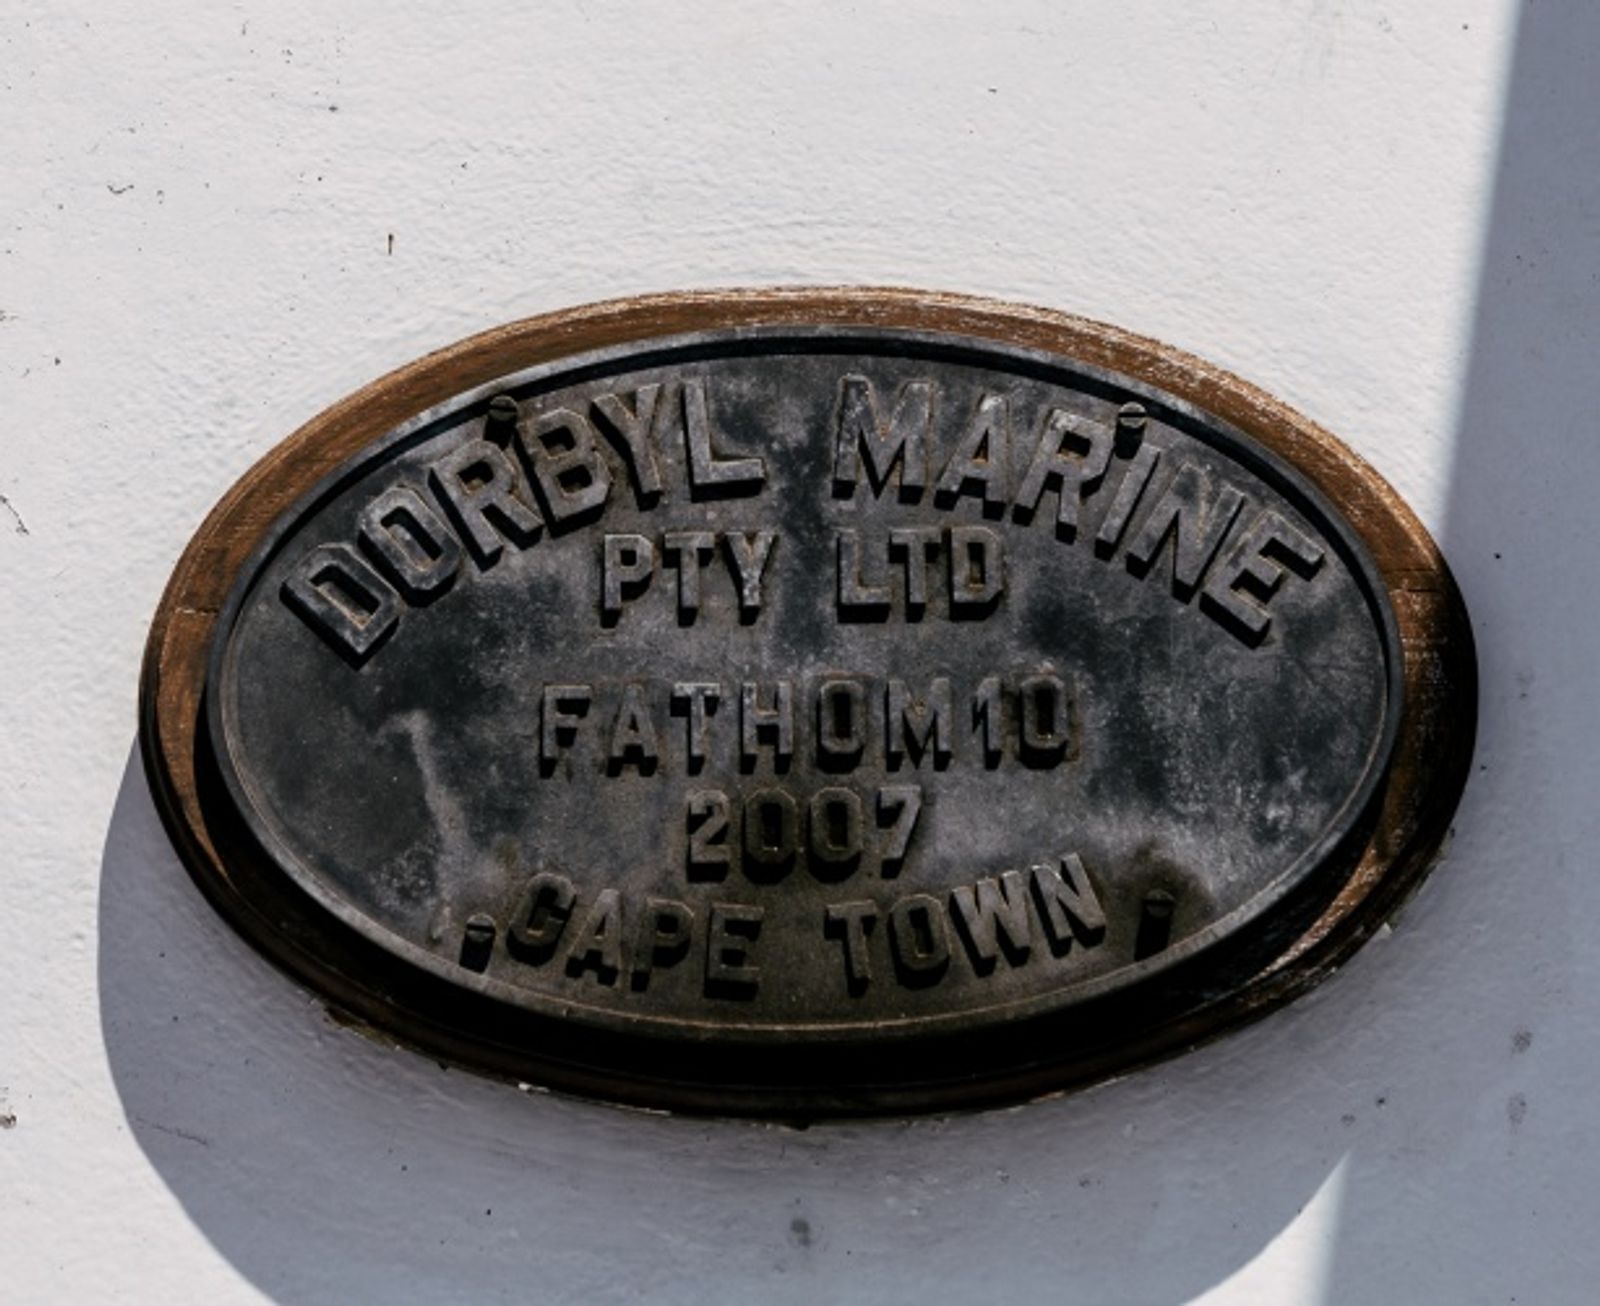 DORBYL MARINE
PTY LTD
FATHOM 10
2007
CAPE TOWN